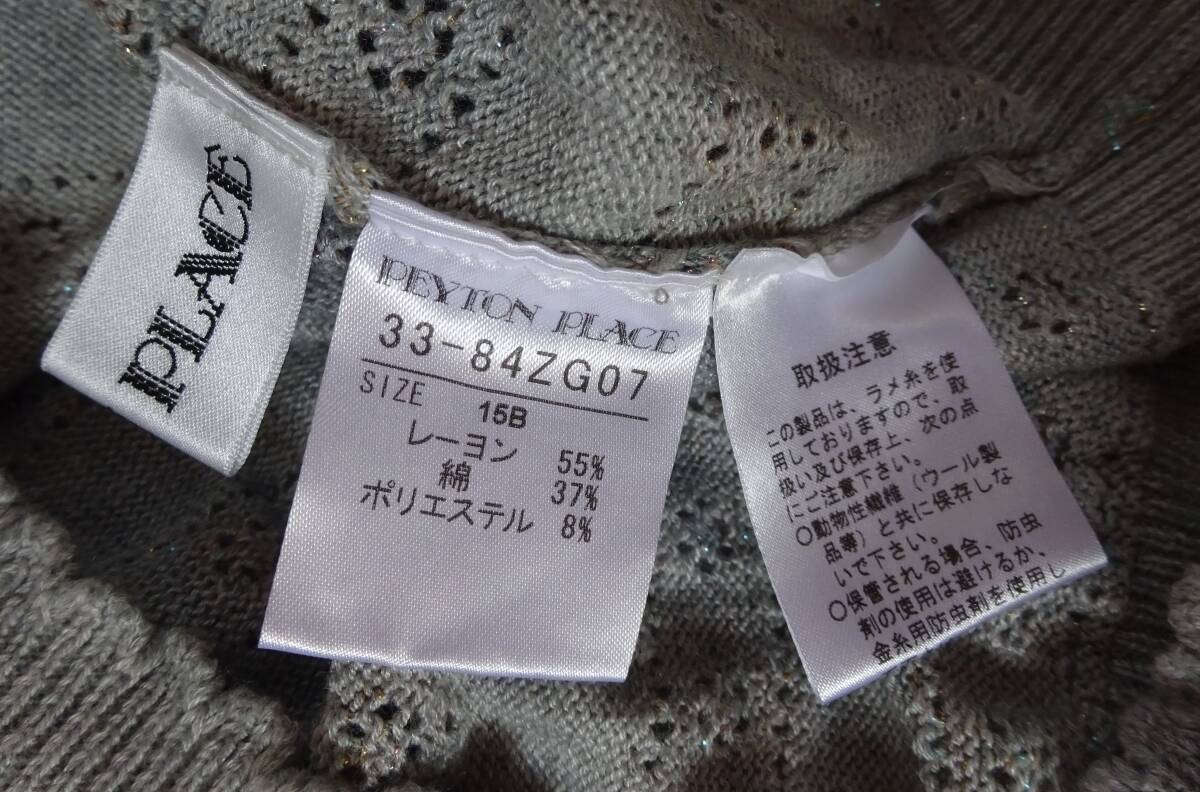 PLACE
PEYTON PLACE
33-84ZG07
SIZE 15B
レーヨン 55%
綿 37%
ポリエステル 8%
取扱注意
この製品は、ラメ糸を使
用しておりますので、取
扱い及び保存上、次の点
にご注意下さい。
○動物性繊維（ウール製
品等）と共に保存しな
いで下さい。
○保管される場合、防虫
剤の使用は避けるか、
金糸用防虫剤を使用し